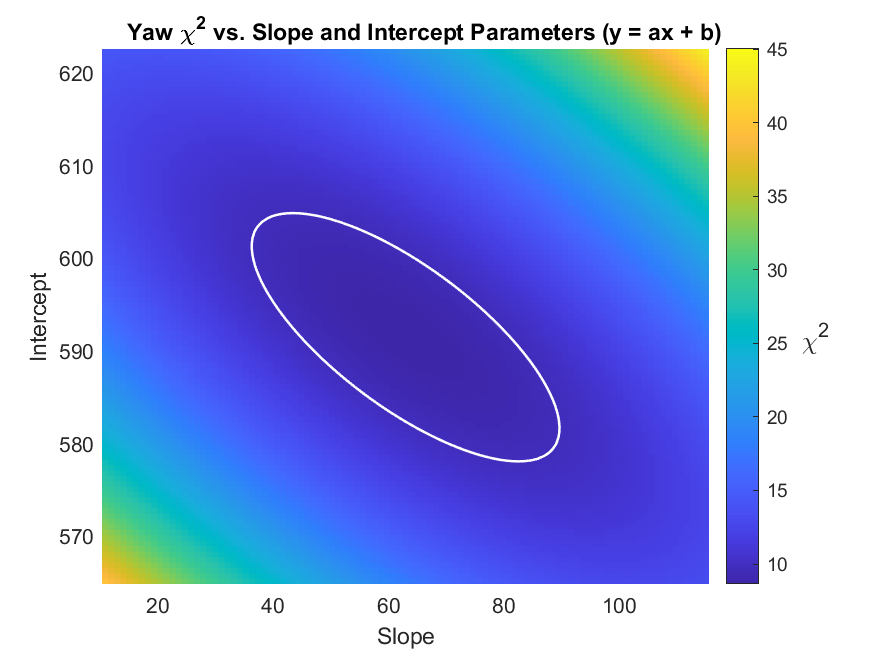 Yaw χ² vs. Slope and Intercept Parameters (y = ax + b)
Intercept
620
610
600
590
580
570
20 40 60 80 100
Slope
45
40
35
30
25
20
15
10
χ²